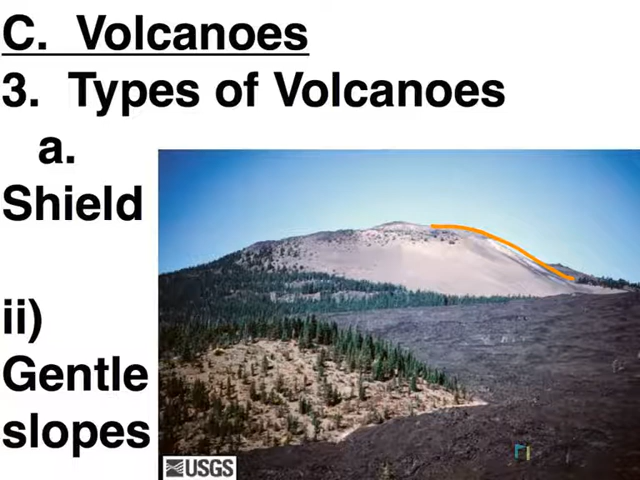 C. Volcanoes
3. Types of Volcanoes
a.
Shield
ii)
Gentle
slopes
USGS